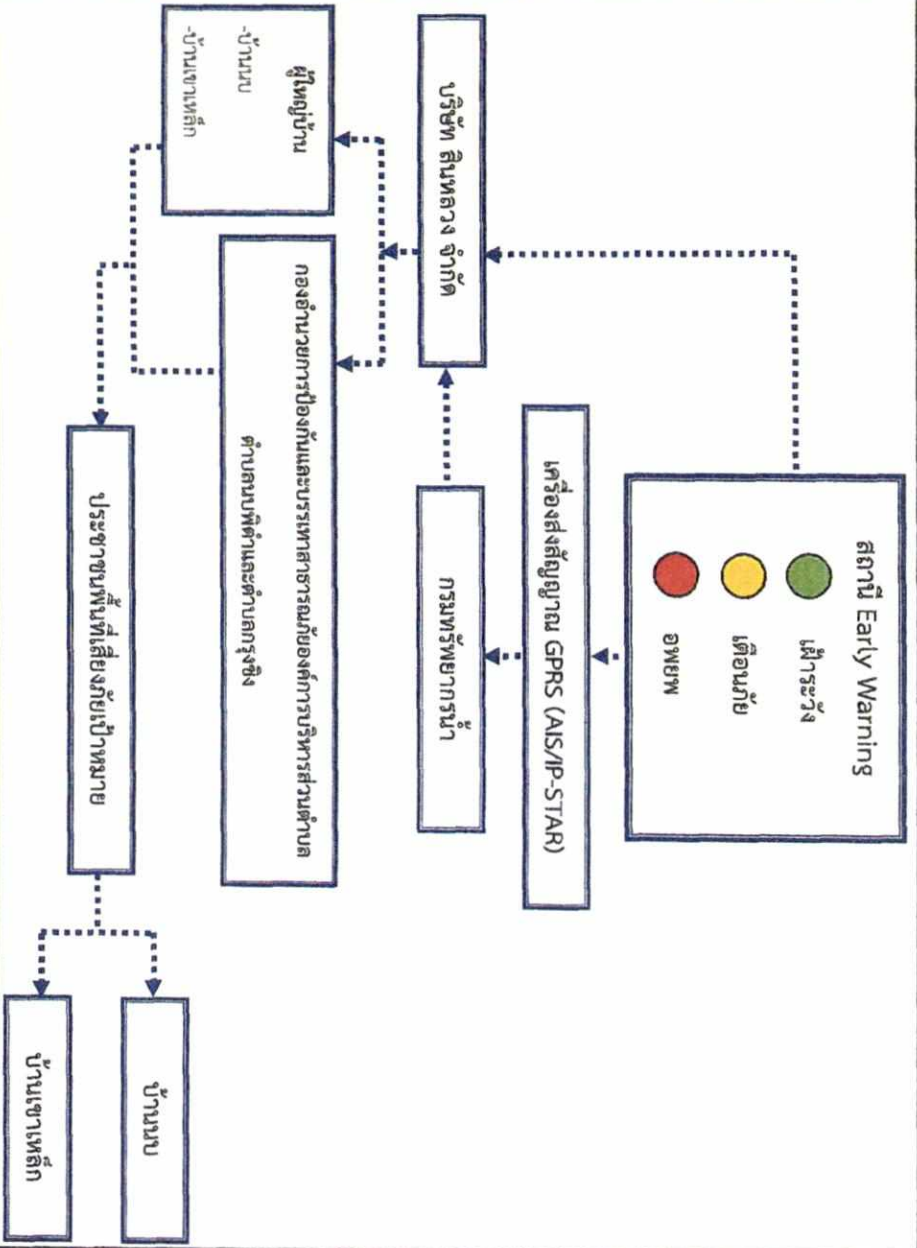 สถานี Early Warning
เฝ้าระวัง
เตือนภัย
อพยพ
เครื่องส่งสัญญาณ GPRS (AIS/IP-STAR)
กรมทรัพยากรน้ำ
บริษัท สินหลวง จำกัด
ผู้ใหญ่บ้าน
-บ้านนบ
-บ้านเขาเหล็ก
กองอำนวยการป้องกันและบรรเทาสาธารณภัยองค์การบริหารส่วนตำบล
ตำบลนบพิตำและตำบลกรุงชิง
ประชาชนพื้นที่เสี่ยงภัยเป้าหมาย
บ้านนบ
บ้านเขาเหล็ก